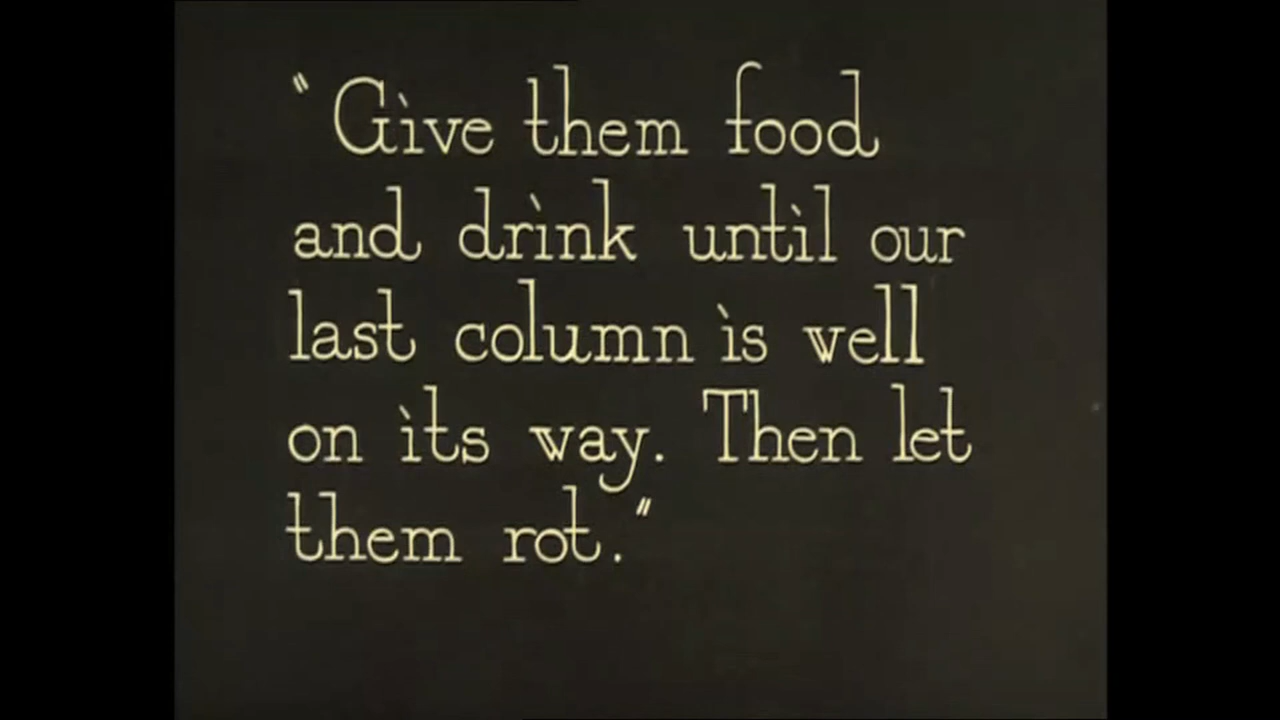 "Give them food
and drink until our
last column is well
on its way. Then let
them rot."